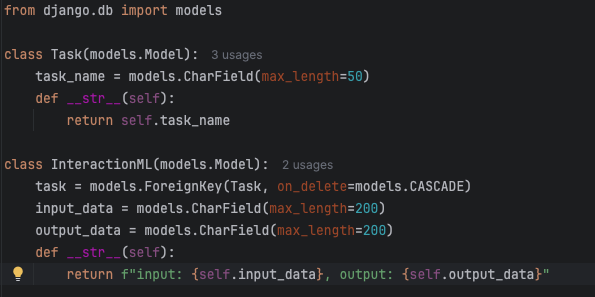 from django.db import models
class Task(models.Model): 3 usages
    task_name = models.CharField(max_length=50)
    def __str__(self):
        return self.task_name
class InteractionML(models.Model): 2 usages
    task = models.ForeignKey(Task, on_delete=models.CASCADE)
    input_data = models.CharField(max_length=200)
    output_data = models.CharField(max_length=200)
    def __str__(self):
        return f"input: {self.input_data}, output: {self.output_data}"